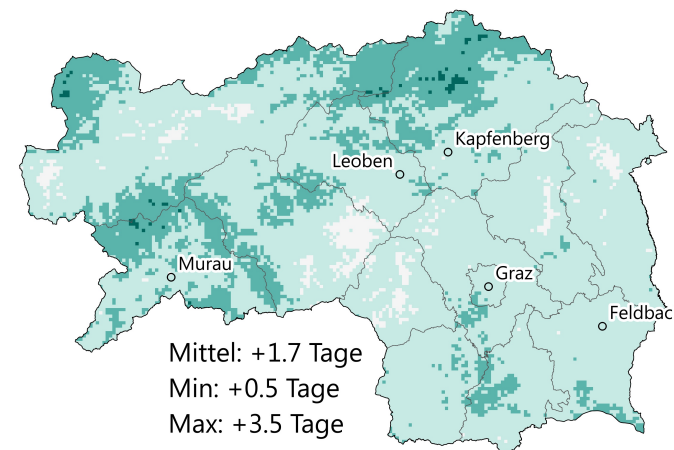 Kapfenberg
Leoben
Murau
Graz
Feldbac
Mittel: +1.7 Tage
Min: +0.5 Tage
Max: +3.5 Tage